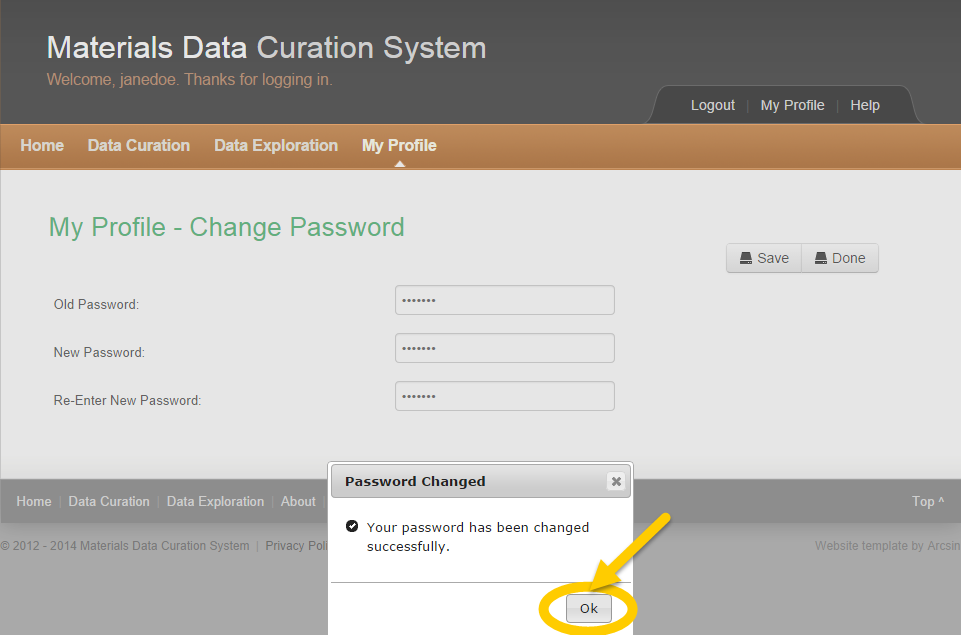 Materials Data Curation System
Welcome, janedoe. Thanks for logging in.
Logout | My Profile | Help
Home Data Curation Data Exploration My Profile
My Profile - Change Password
Save Done
Old Password: •••••••
New Password: •••••••
Re-Enter New Password: •••••••
Password Changed
Your password has been changed
successfully.
Ok
Home | Data Curation | Data Exploration | About
Top ^
© 2012 - 2014 Materials Data Curation System | Privacy Poli
Website template by Arcsin